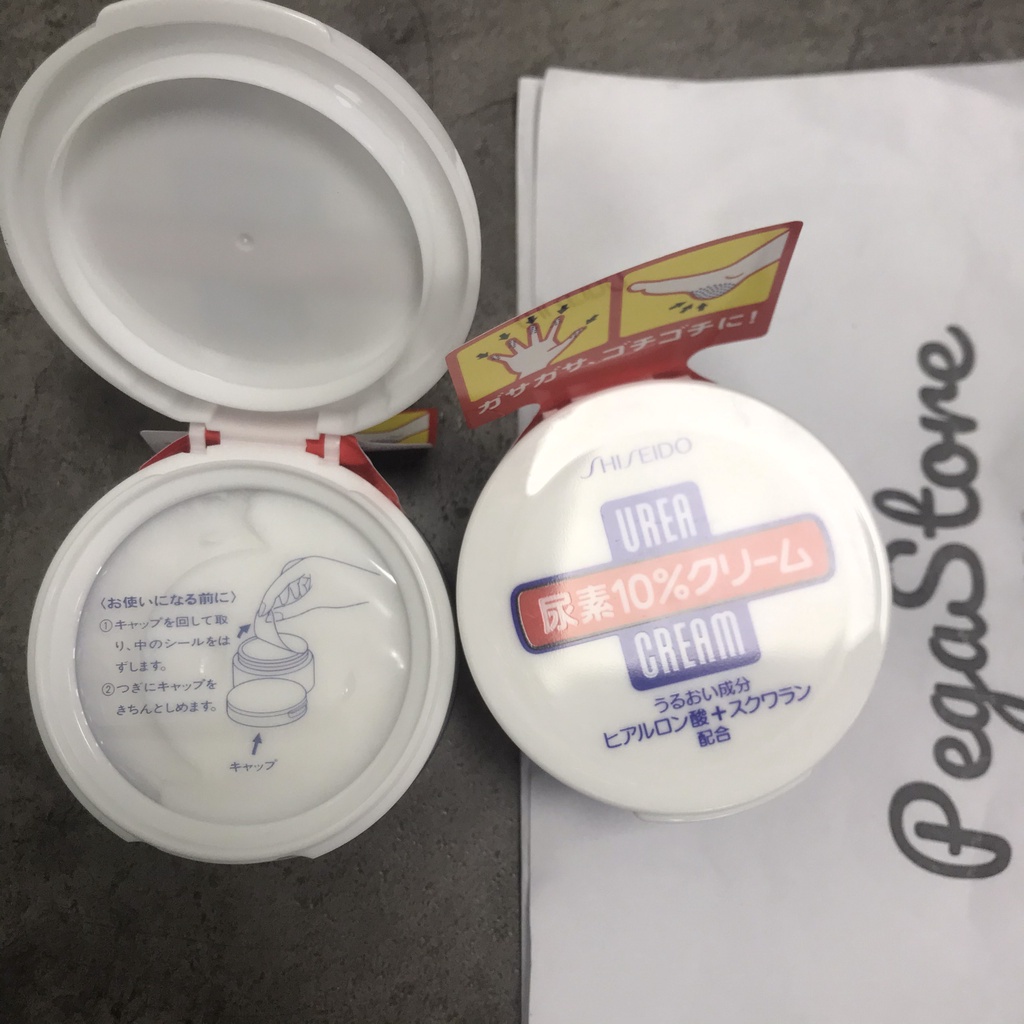 〈お使いになる前に〉
①キャップを回して取
り、中のシールをは
ずします。
②つぎにキャップを
きちんとしめます。
キャップ
ガサガサ、ゴチゴチに!
SHISEIDO
UREA
尿素10%クリーム
CREAM
うるおい成分
ヒアルロン酸+スクワラン
配合
PegaStore